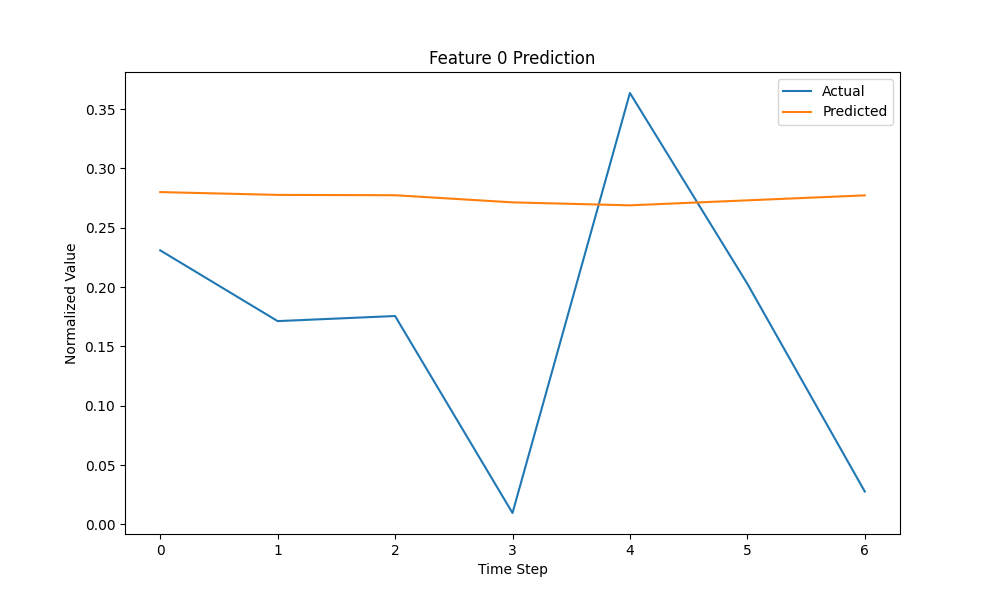 Feature 0 Prediction
Actual
Predicted
Normalized Value
0.35
0.30
0.25
0.20
0.15
0.10
0.05
0.00
0 1 2 3 4 5 6
Time Step